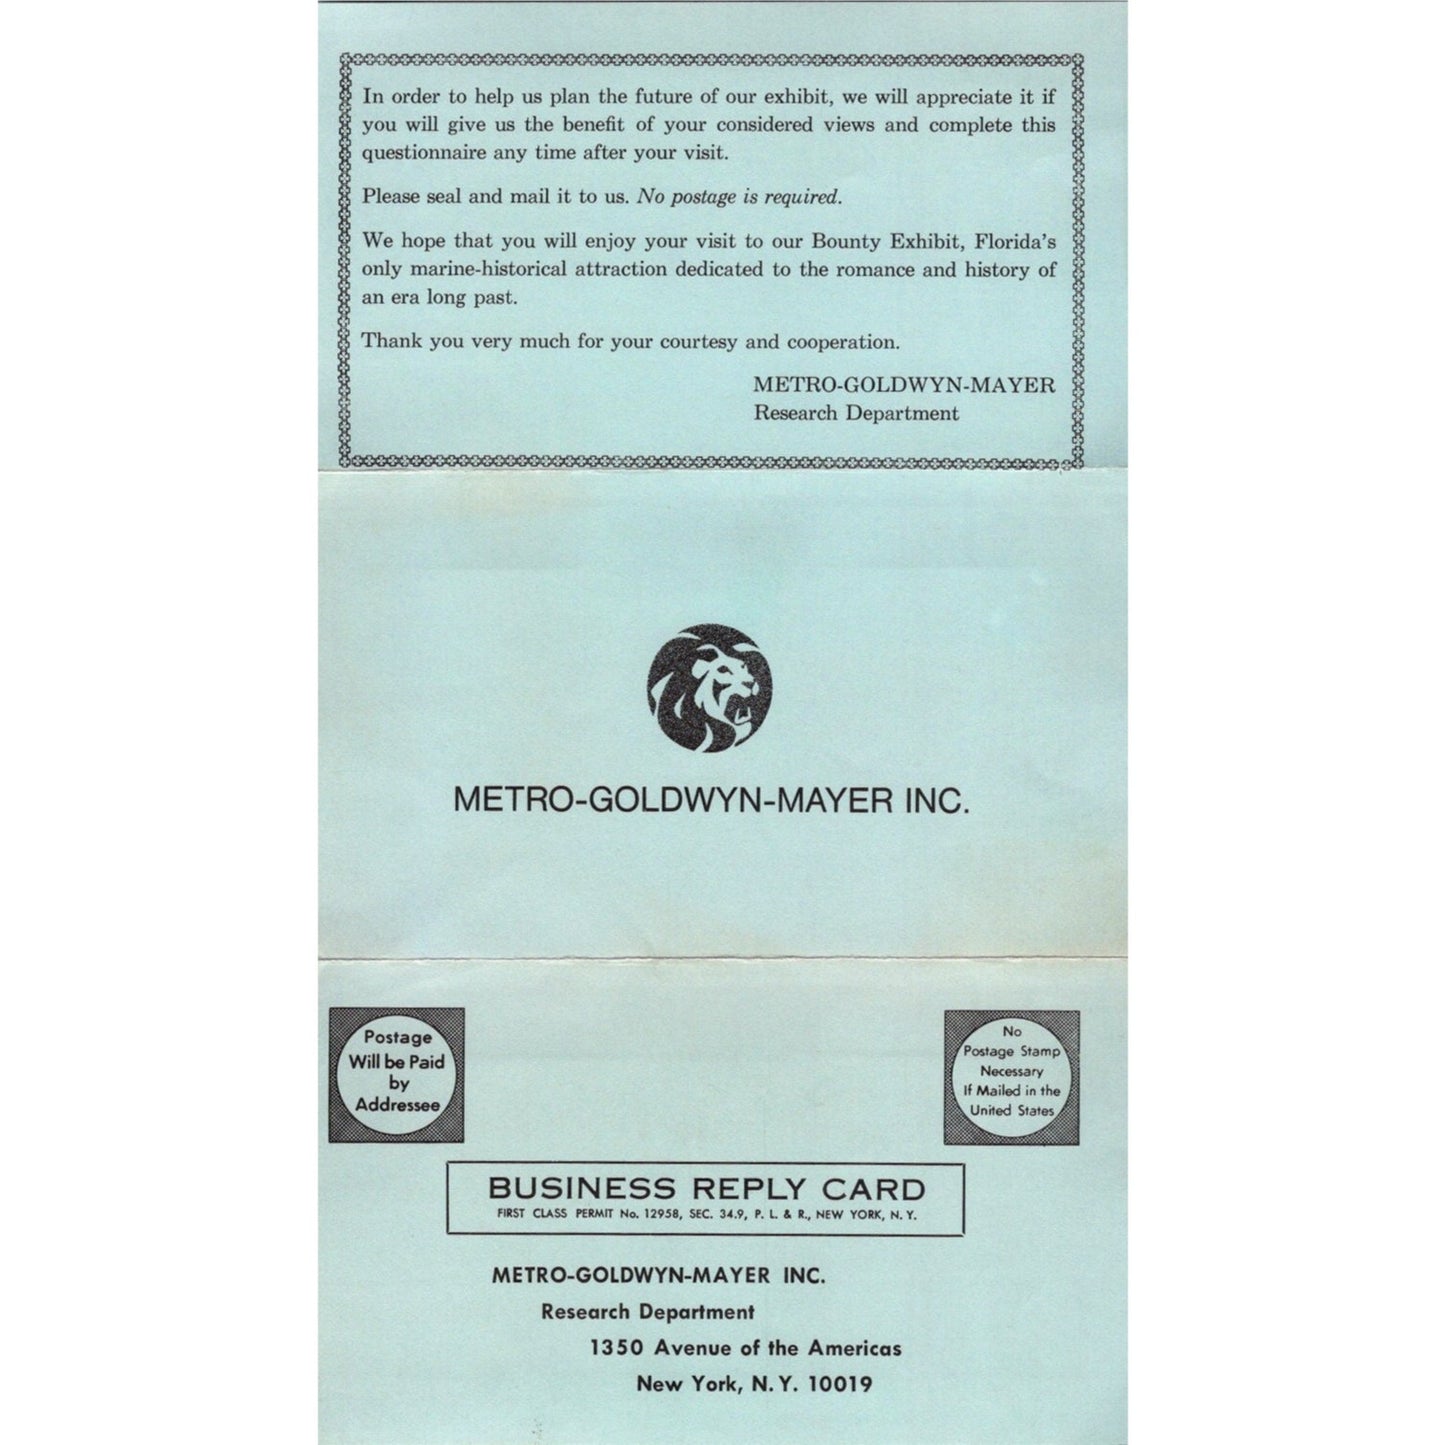 In order to help us plan the future of our exhibit, we will appreciate it if
you will give us the benefit of your considered views and complete this
questionnaire any time after your visit.
Please seal and mail it to us. No postage is required.
We hope that you will enjoy your visit to our Bounty Exhibit, Florida's
only marine-historical attraction dedicated to the romance and history of
an era long past.
Thank you very much for your courtesy and cooperation.
METRO-GOLDWYN-MAYER
Research Department
METRO-GOLDWYN-MAYER INC.
Postage
Will be Paid
by
Addressee
No
Postage Stamp
Necessary
If Mailed in the
United States
BUSINESS REPLY CARD
FIRST CLASS PERMIT No. 12958, SEC. 34.9, P. L. & R., NEW YORK, N. Y.
METRO-GOLDWYN-MAYER INC.
Research Department
1350 Avenue of the Americas
New York, N. Y. 10019